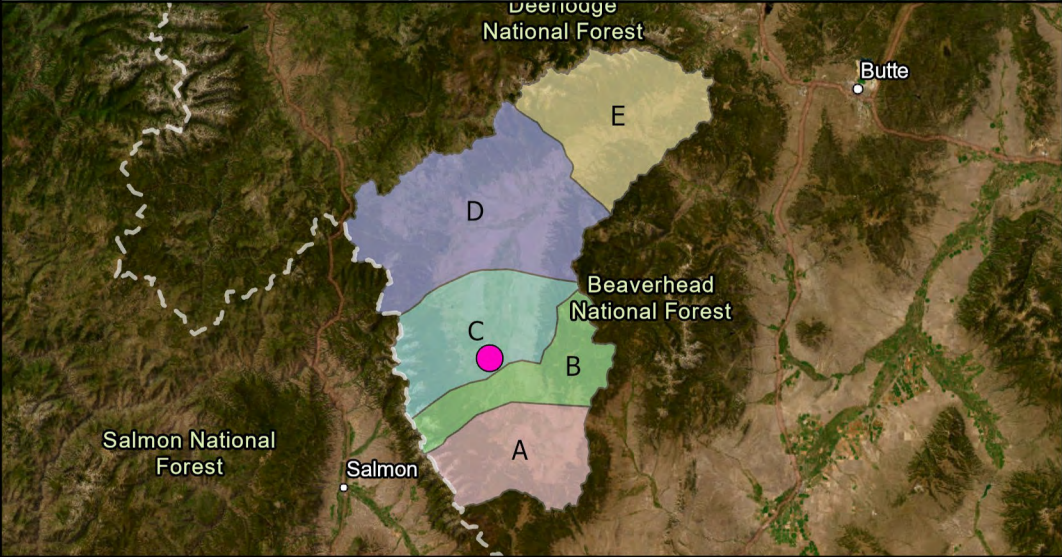 Deerlodge
National Forest
Butte
E
D
Beaverhead
National Forest
C
B
Salmon National
Forest
A
Salmon